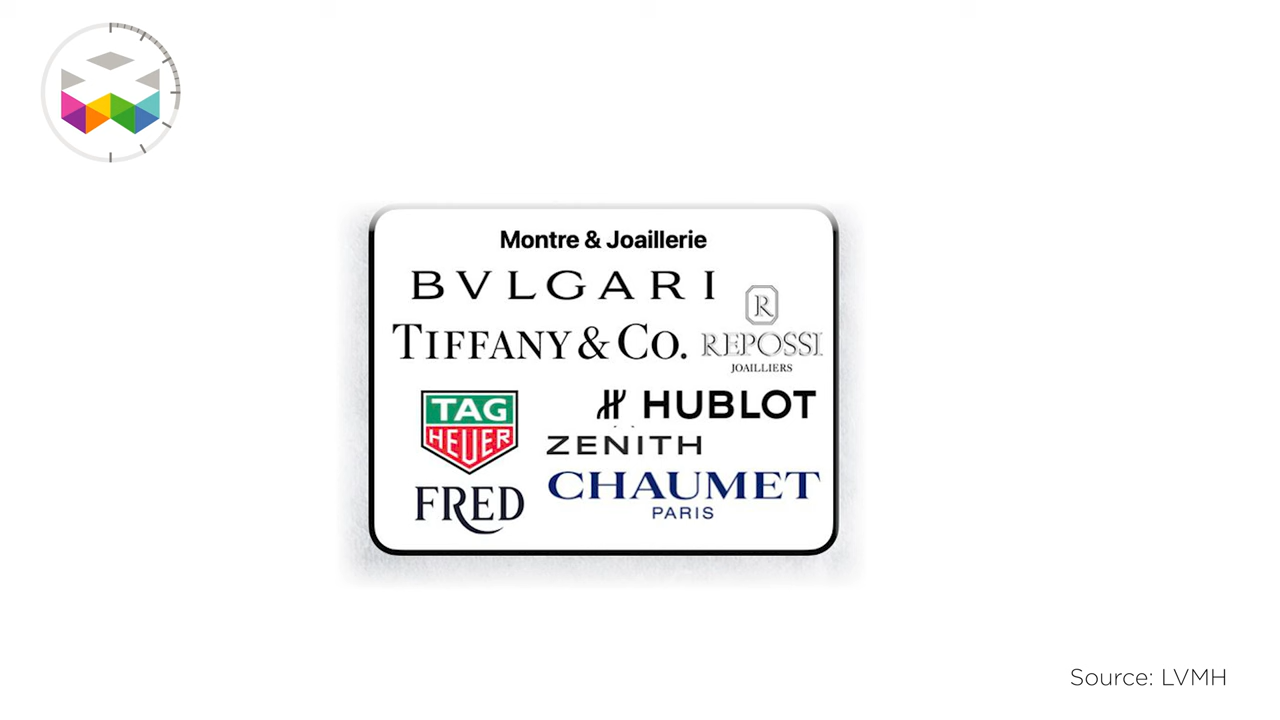 Montre & Joaillerie
BVLGARI
R
TIFFANY & CO.
REPOSSI
JOAILLIERS
TAG
HEUER
HUBLOT
ZENITH
CHAUMET
PARIS
FRED
Source: LVMH